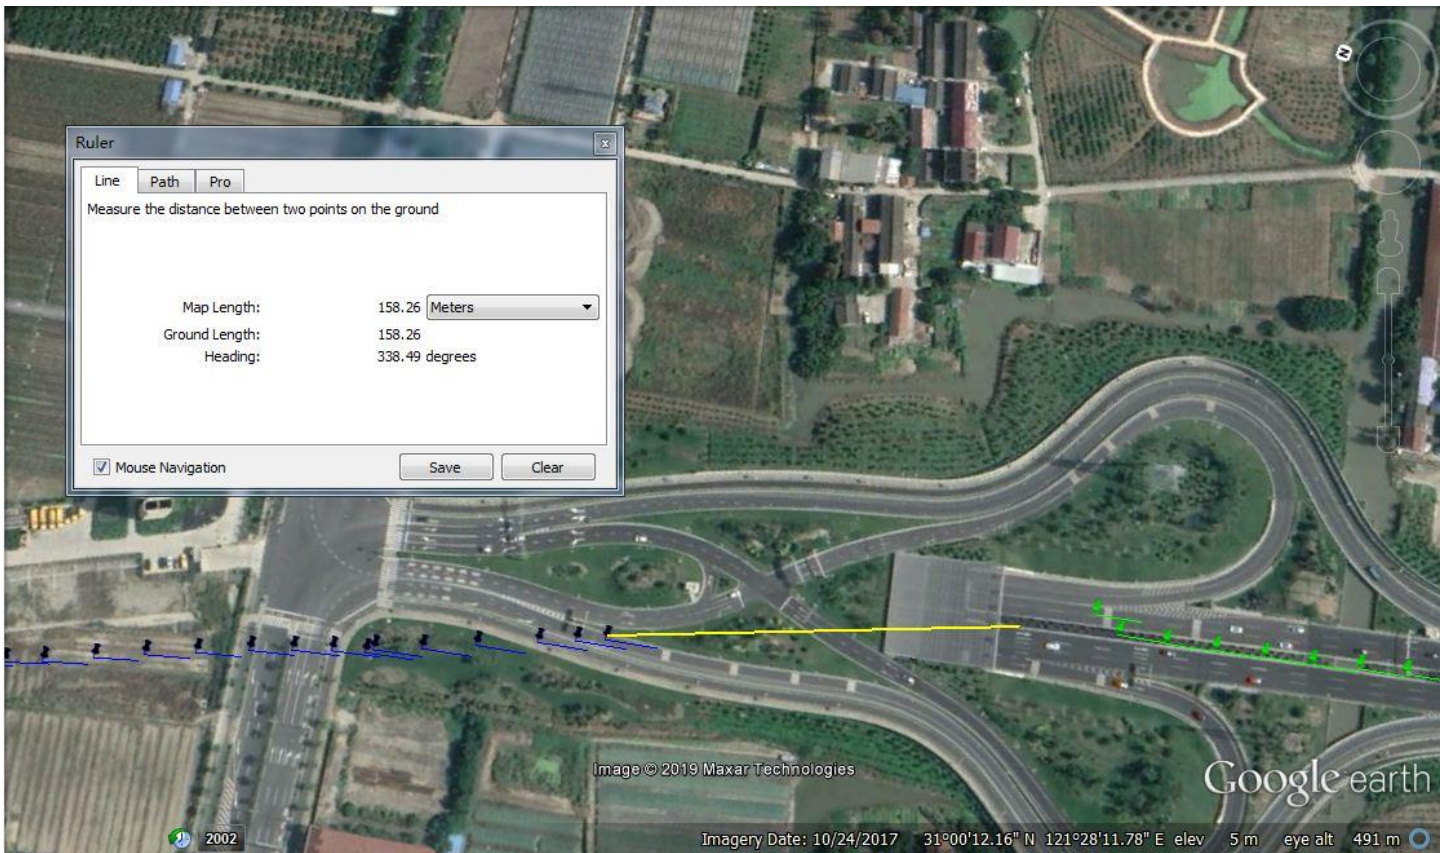 N
Ruler
x
Line Path Pro
Measure the distance between two points on the ground
Map Length: 158.26 Meters
Ground Length: 158.26
Heading: 338.49 degrees
Mouse Navigation Save Clear
Image © 2019 Maxar Technologies
Google earth
2002 Imagery Date: 10/24/2017 31°00'12.16" N 121°28'11.78" E elev 5 m eye alt 491 m